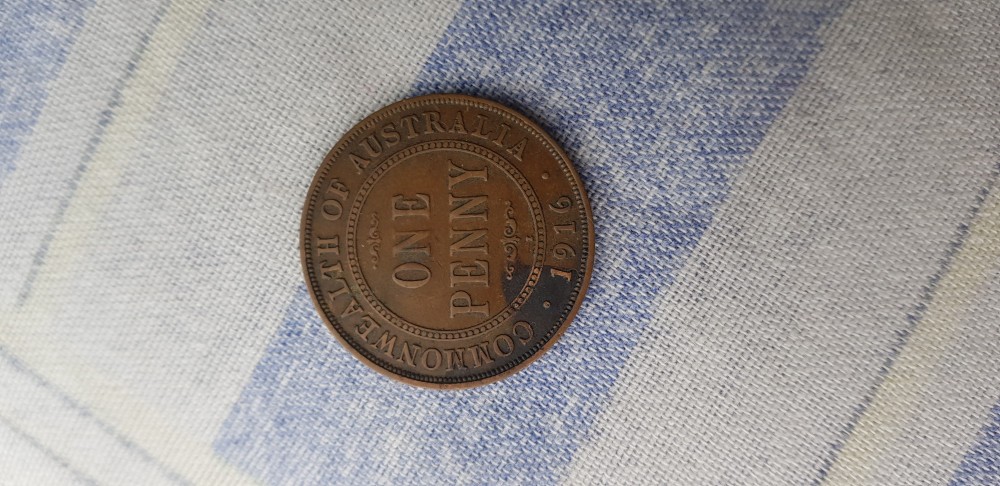 COMMONWEALTH OF AUSTRALIA
ONE
PENNY
1916